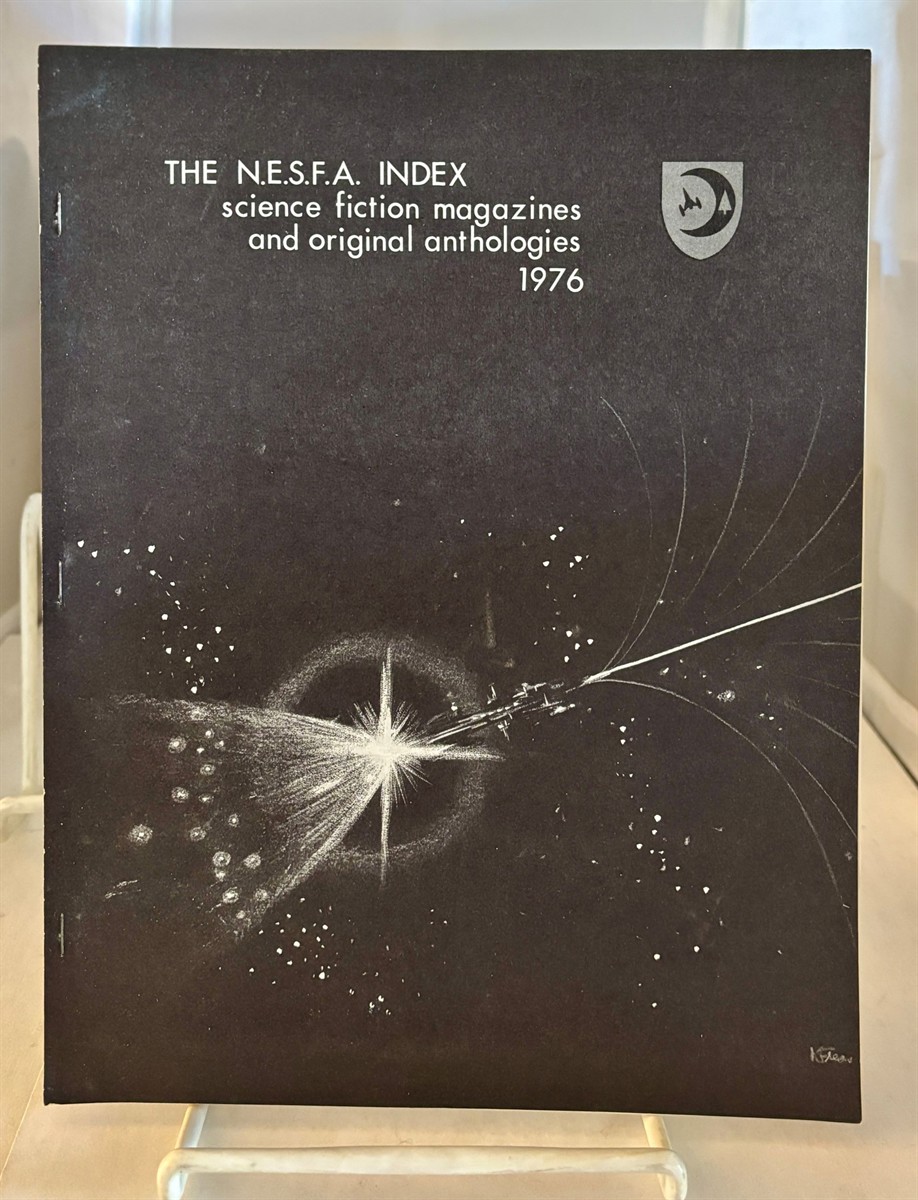 THE N.E.S.F.A. INDEX
science fiction magazines
and original anthologies
1976